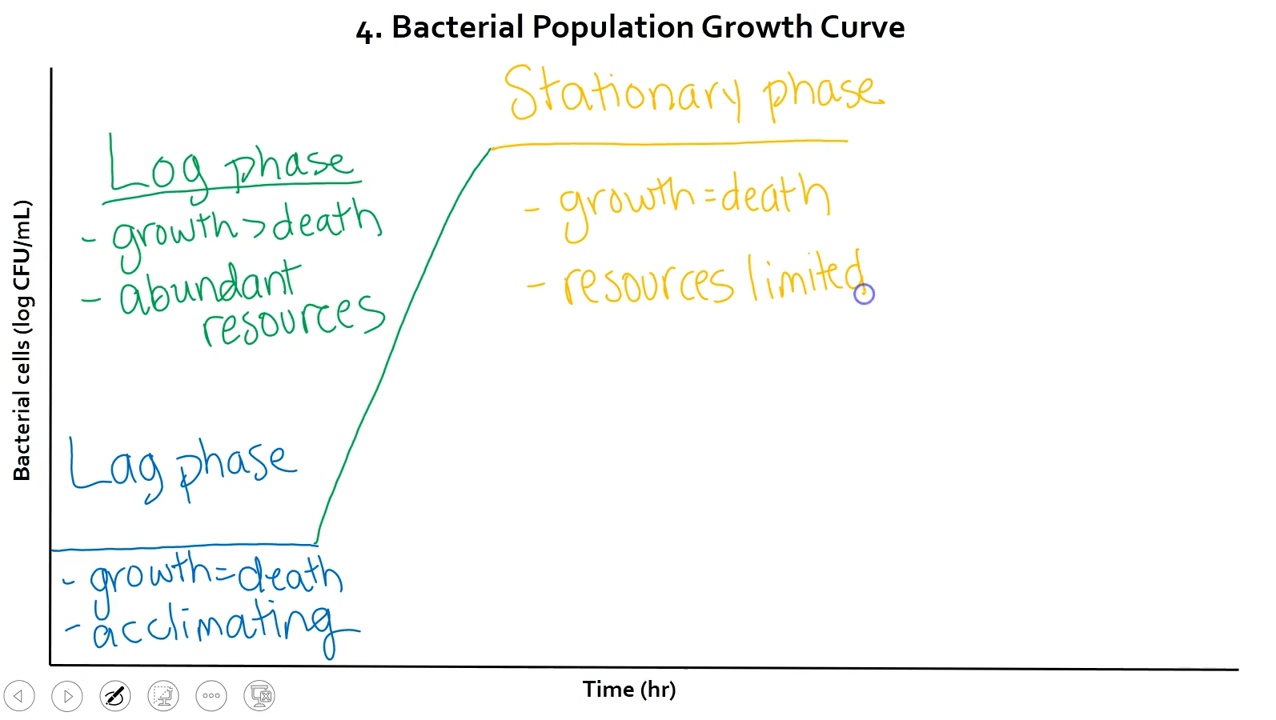 4. Bacterial Population Growth Curve
Stationary phase
- growth=death
- resources limited
Log phase
- growth>death
- abundant
resources
Lag phase
- growth=death
- acclimating
Bacterial cells (log CFU/mL)
Time (hr)